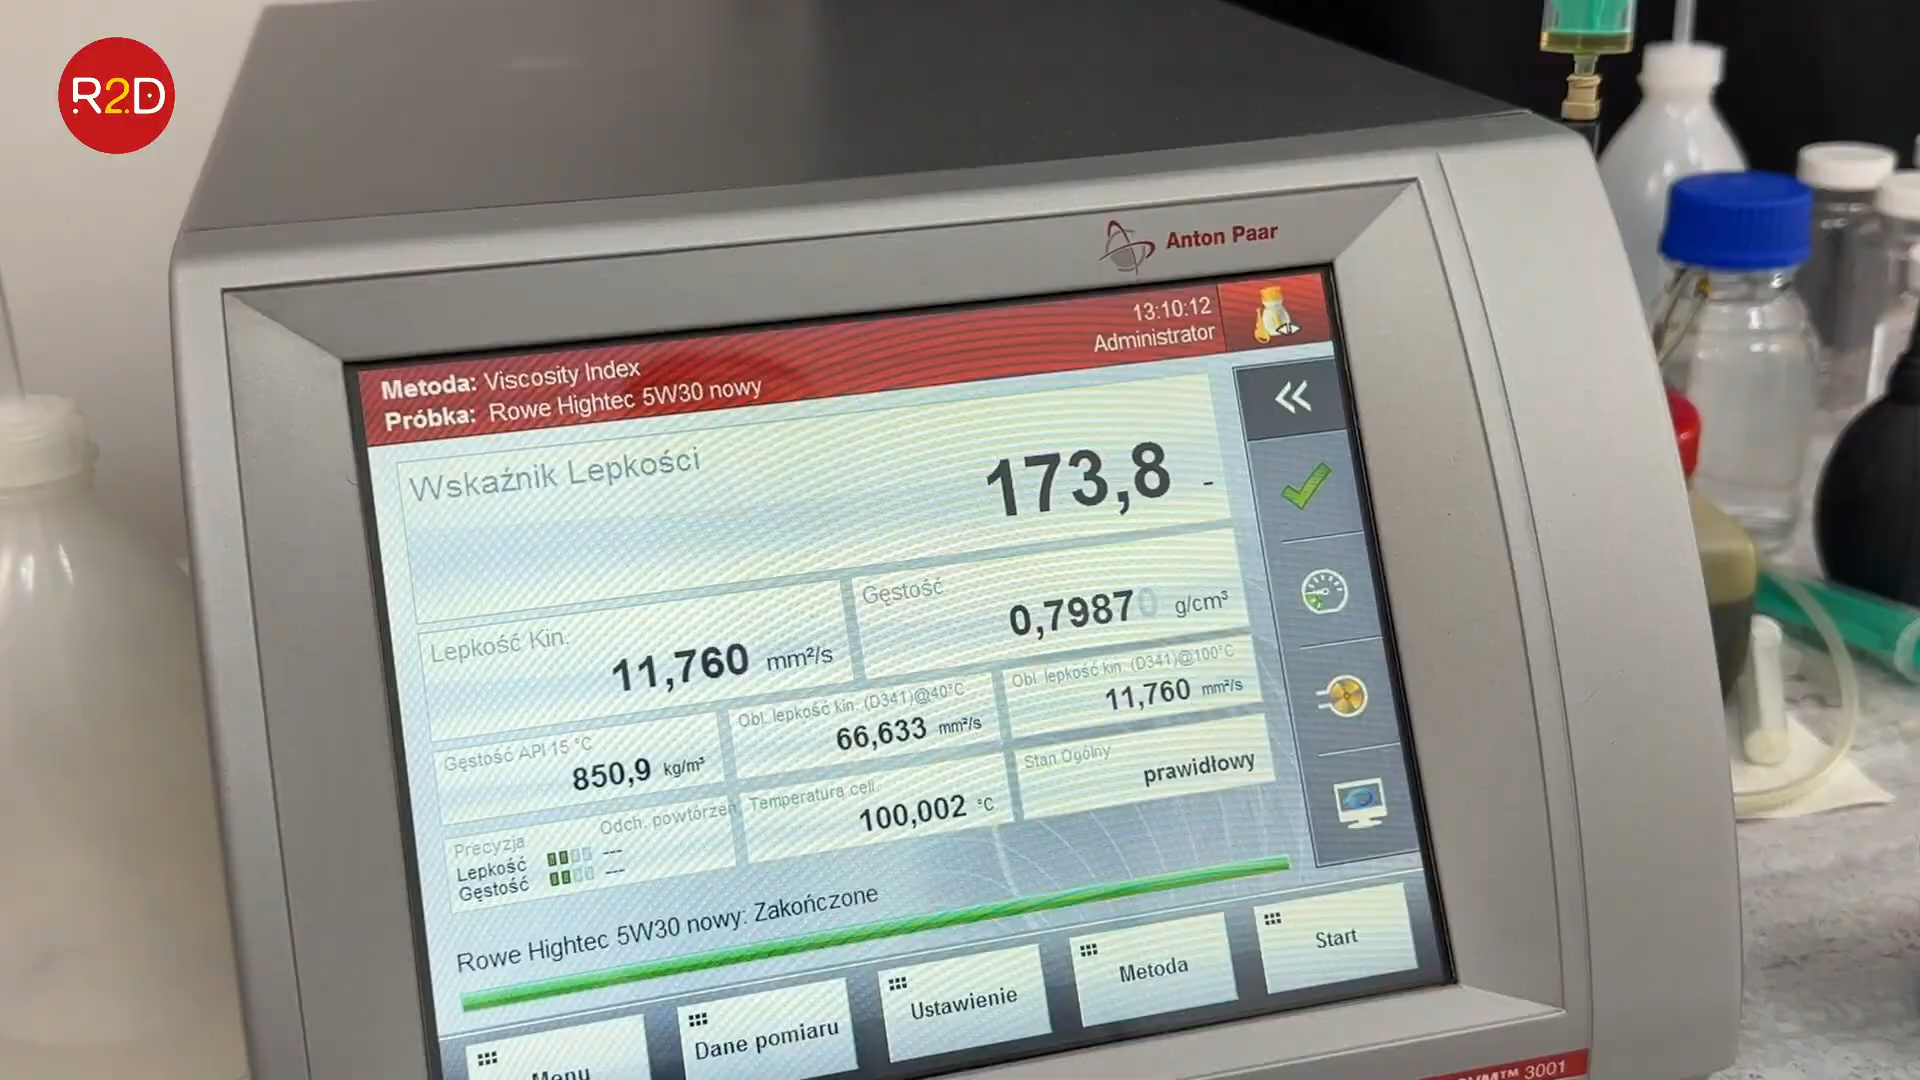 R2D
Anton Paar
13:10:12
Administrator
Metoda: Viscosity Index
Próbka: Rowe Hightec 5W30 nowy
Wskaźnik Lepkości
173,8 -
Lepkość Kin.
11,760 mm²/s
Gęstość
0,79870 g/cm³
Gęstość API 15 °C
850,9 kg/m³
Obl. lepkość kin. (D341)@40°C
66,633 mm²/s
Obl. lepkość kin. (D341)@100°C
11,760 mm²/s
Precyzja
Odch. powtórzeń
Lepkość ---
Gęstość ---
Temperatura celi
100,002 °C
Stan Ogólny
prawidłowy
Rowe Hightec 5W30 nowy: Zakończone
Menu
Dane pomiaru
Ustawienie
Metoda
Start
3001